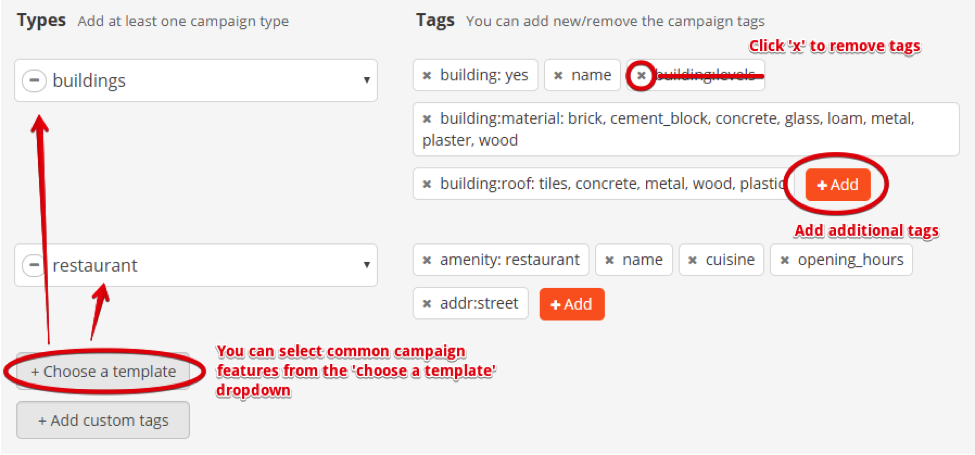 Types Add at least one campaign type
Tags You can add new/remove the campaign tags
Click 'x' to remove tags
− buildings ▼
× building: yes × name × building:levels
× building:material: brick, cement_block, concrete, glass, loam, metal,
plaster, wood
× building:roof: tiles, concrete, metal, wood, plastic
+ Add
Add additional tags
− restaurant ▼
× amenity: restaurant × name × cuisine × opening_hours
× addr:street + Add
+ Choose a template
You can select common campaign
features from the 'choose a template'
dropdown
+ Add custom tags